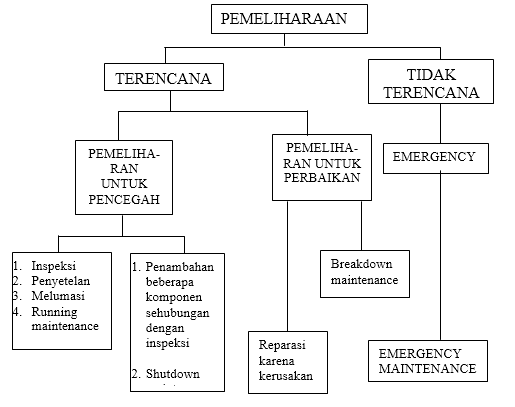 PEMELIHARAAN
TERENCANA
TIDAK
TERENCANA
PEMELIHA-
RAN
UNTUK
PENCEGAH
PEMELIHA-
RAN UNTUK
PERBAIKAN
EMERGENCY
1. Inspeksi
2. Penyetelan
3. Melumasi
4. Running
maintenance
1. Penambahan
beberapa
komponen
sehubungan
dengan
inspeksi
2. Shutdown
Reparasi
karena
kerusakan
Breakdown
maintenance
EMERGENCY
MAINTENANCE